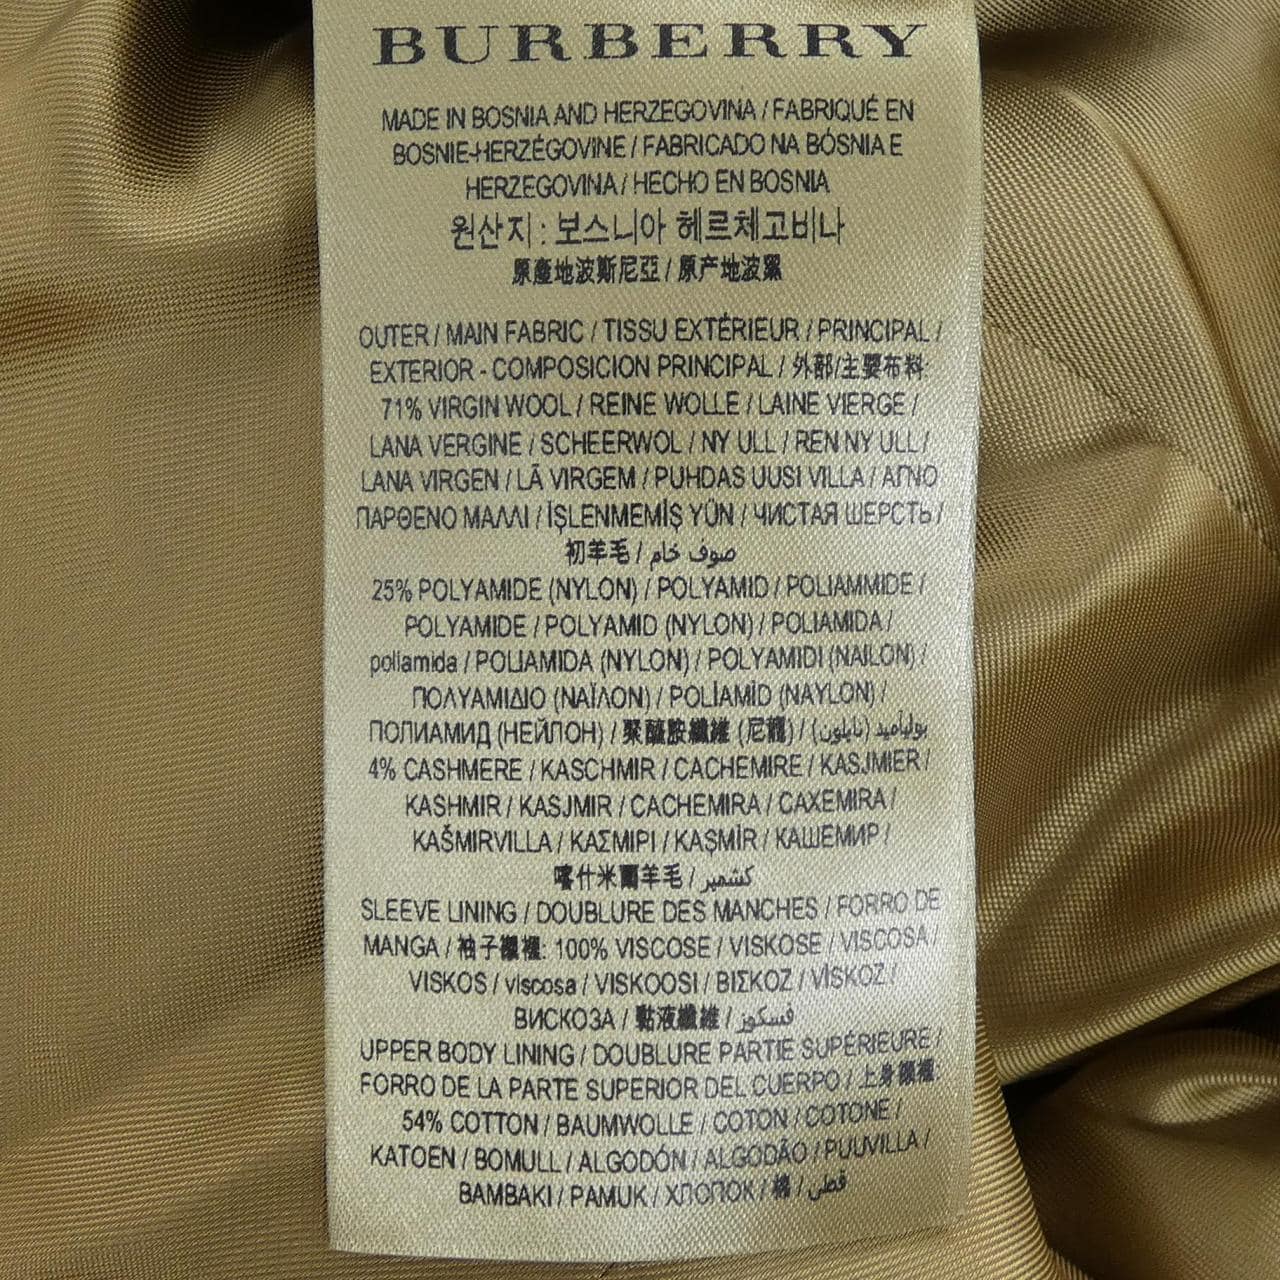 BURBERRY
MADE IN BOSNIA AND HERZEGOVINA / FABRIQUÉ EN
BOSNIE-HERZÉGOVINE / FABRICADO NA BÓSNIA E
HERZEGOVINA / HECHO EN BOSNIA
원산지 : 보스니아 헤르체고비나
原產地波斯尼亞 / 原产地波黑
OUTER / MAIN FABRIC / TISSU EXTÉRIEUR / PRINCIPAL /
EXTERIOR - COMPOSICION PRINCIPAL / 外部/主要布料:
71% VIRGIN WOOL / REINE WOLLE / LAINE VIERGE /
LANA VERGINE / SCHEERWOL / NY ULL / REN NY ULL /
LANA VIRGEN / LÃ VIRGEM / PUHDAS UUSI VILLA / ΑΓΝΟ
ΠΑΡΘΕΝΟ ΜΑΛΛΙ / İŞLENMEMİŞ YÜN / ЧИСТАЯ ШЕРСТЬ /
初羊毛 / صوف خام
25% POLYAMIDE (NYLON) / POLYAMID / POLIAMMIDE /
POLYAMIDE / POLYAMID (NYLON) / POLIAMIDA /
poliamida / POLIAMIDA (NYLON) / POLYAMIDI (NAILON) /
ΠΟΛΥΑΜΙΔΙΟ (ΝΑΪΛΟΝ) / POLİAMİD (NAYLON) /
ПОЛИАМИД (НЕЙЛОН) / 聚醯胺纖維 (尼龍) / بوليأميد (نايلون)
4% CASHMERE / KASCHMIR / CACHEMIRE / KASJMIER /
KASHMIR / KASJMIR / CACHEMIRA / CAXEMIRA /
KAŠMIRVILLA / ΚΑΣΜΙΡΙ / KAŞMİR / КАШЕМИР /
喀什米爾羊毛 / كشمير
SLEEVE LINING / DOUBLURE DES MANCHES / FORRO DE
MANGA / 袖子襯裡: 100% VISCOSE / VISKOSE / VISCOSA /
VISKOS / viscosa / VISKOOSI / ΒΙΣΚΟΖ / VİSKOZ /
ВИСКОЗА / 黏液纖維 / فسكوز
UPPER BODY LINING / DOUBLURE PARTIE SUPÉRIEURE /
FORRO DE LA PARTE SUPERIOR DEL CUERPO / 上身襯裡:
54% COTTON / BAUMWOLLE / COTON / COTONE /
KATOEN / BOMULL / ALGODÓN / ALGODÃO / PUUVILLA /
ΒΑΜΒΑΚΙ / PAMUK / ХЛОПОК / 棉 / قطن